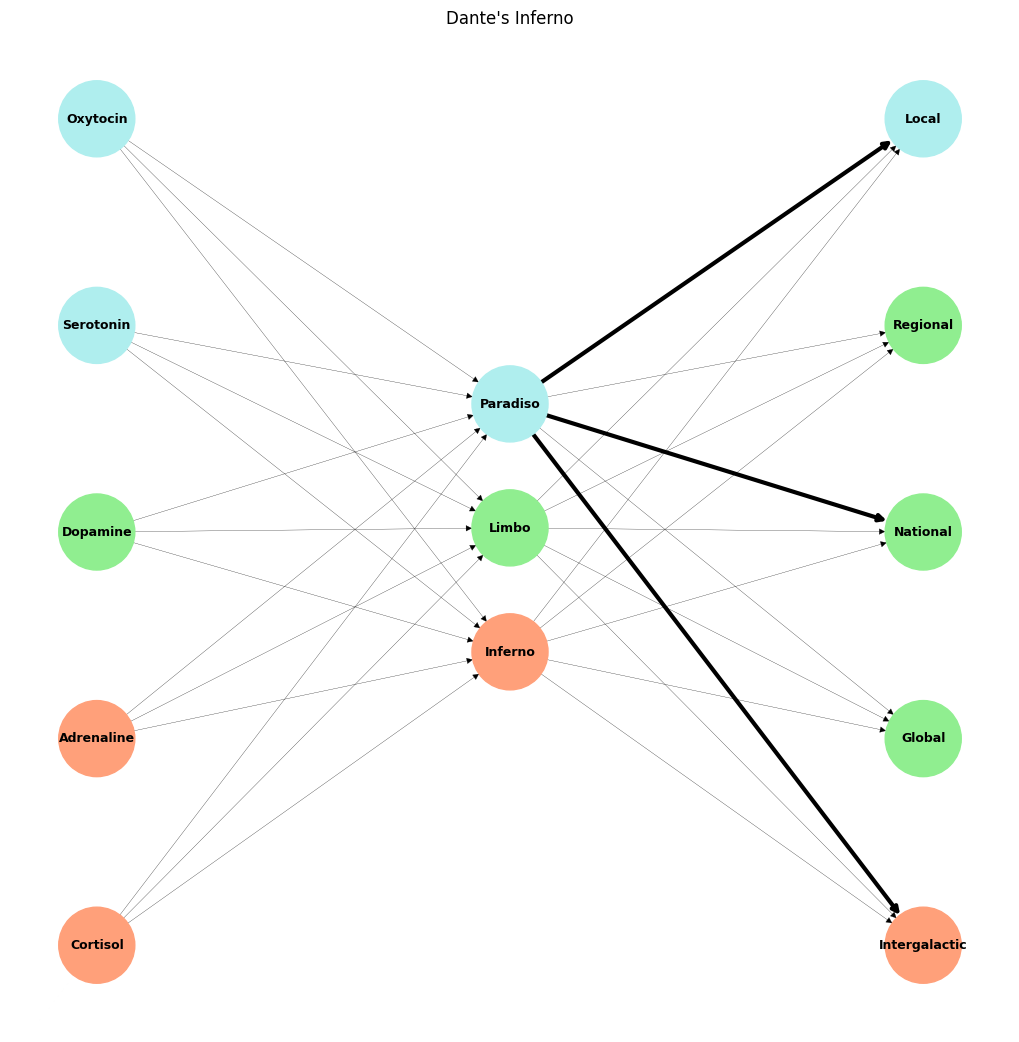 Dante's Inferno
Oxytocin
Local
Serotonin
Regional
Paradiso
Limbo
Dopamine
National
Inferno
Adrenaline
Global
Cortisol
Intergalactic